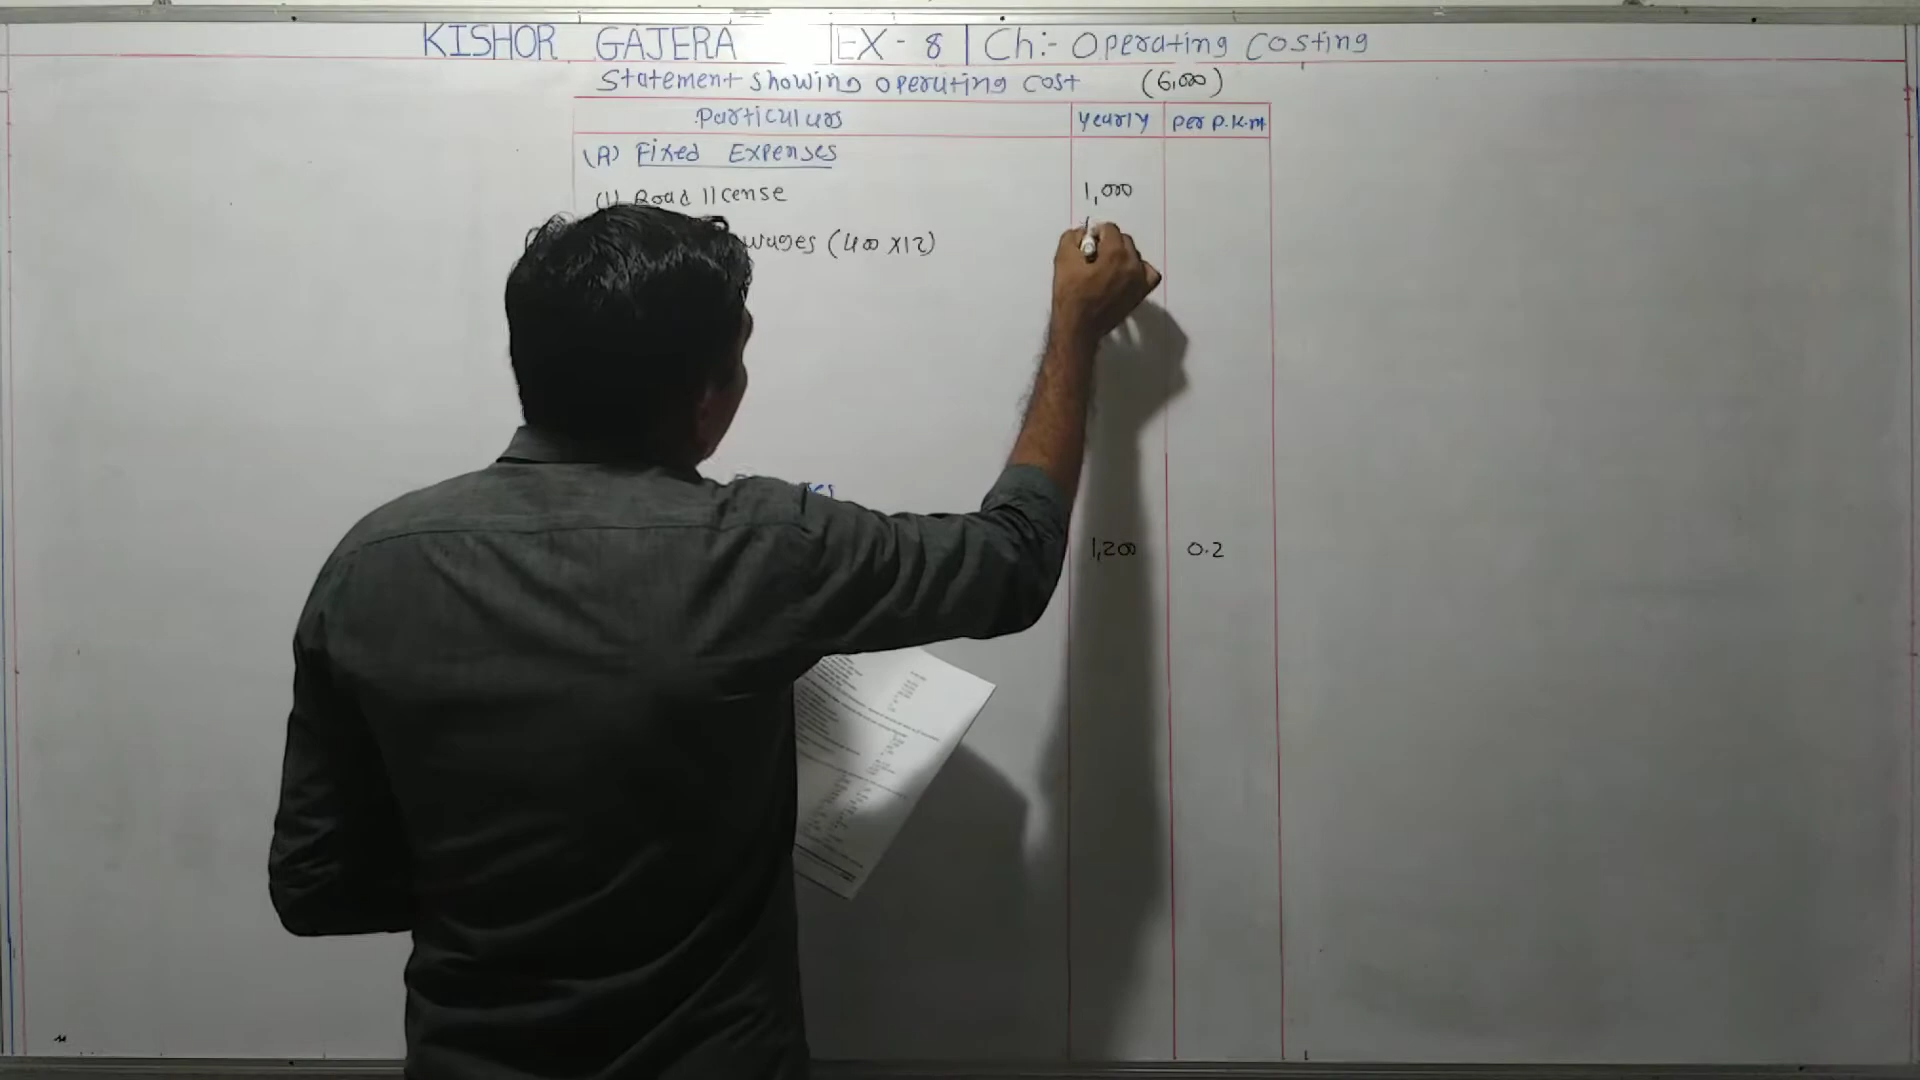 KISHOR GAJERA EX - 8 Ch:- Operating Costing
Statement showing operating cost (6,000)
Particulars yearly per P.K.M
(A) Fixed Expenses
(1) Road license 1,000
wages (400 X12)
1,200 0.2